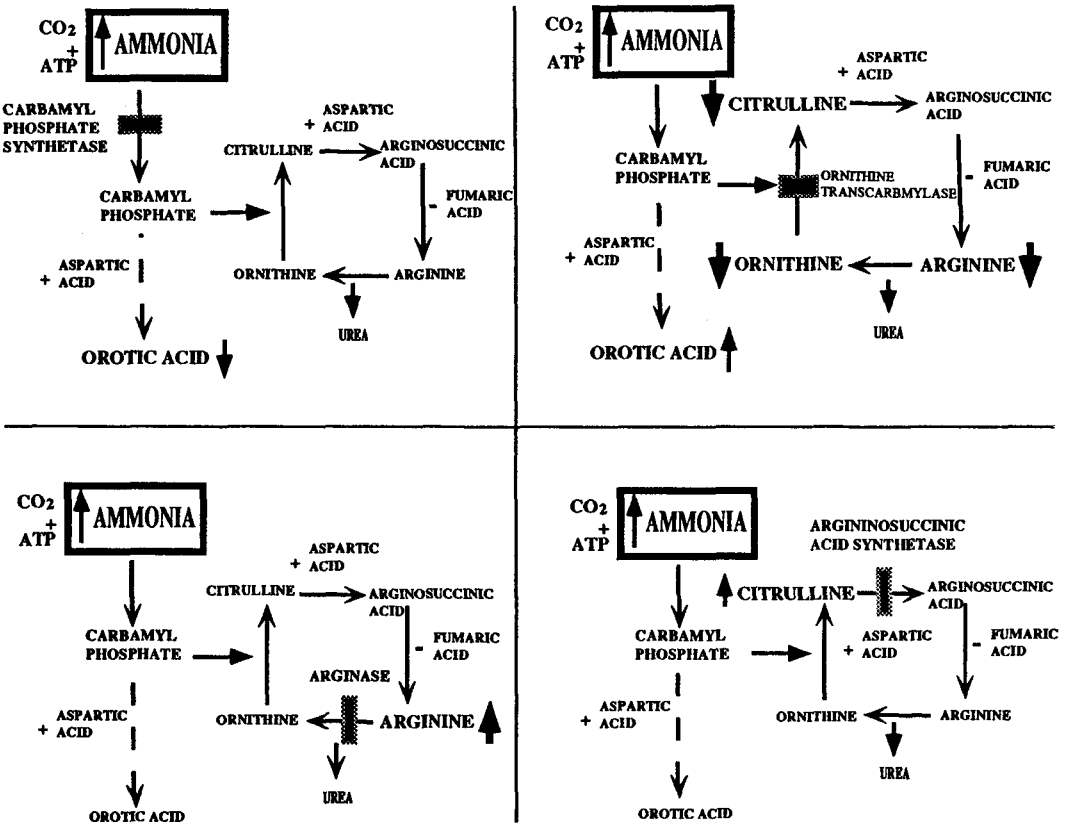 CO2
+
ATP
AMMONIA
CARBAMYL
PHOSPHATE
SYNTHETASE
CARBAMYL
PHOSPHATE
+ ASPARTIC
ACID
OROTIC ACID
+ ASPARTIC
ACID
CITRULLINE
ARGINOSUCCINIC
ACID
- FUMARIC
ACID
ORNITHINE
ARGININE
UREA
CO2
+
ATP
AMMONIA
+ ASPARTIC
ACID
CITRULLINE
ARGINOSUCCINIC
ACID
CARBAMYL
PHOSPHATE
ORNITHINE
TRANSCARBMYLASE
- FUMARIC
ACID
+ ASPARTIC
ACID
ORNITHINE
ARGININE
UREA
OROTIC ACID
CO2
+
ATP
AMMONIA
+ ASPARTIC
ACID
CITRULLINE
ARGINOSUCCINIC
ACID
CARBAMYL
PHOSPHATE
- FUMARIC
ACID
ARGINASE
+ ASPARTIC
ACID
ORNITHINE
ARGININE
UREA
OROTIC ACID
CO2
+
ATP
AMMONIA
ARGININOSUCCINIC
ACID SYNTHETASE
CITRULLINE
ARGINOSUCCINIC
ACID
CARBAMYL
PHOSPHATE
+ ASPARTIC
ACID
- FUMARIC
ACID
+ ASPARTIC
ACID
ORNITHINE
ARGININE
UREA
OROTIC ACID